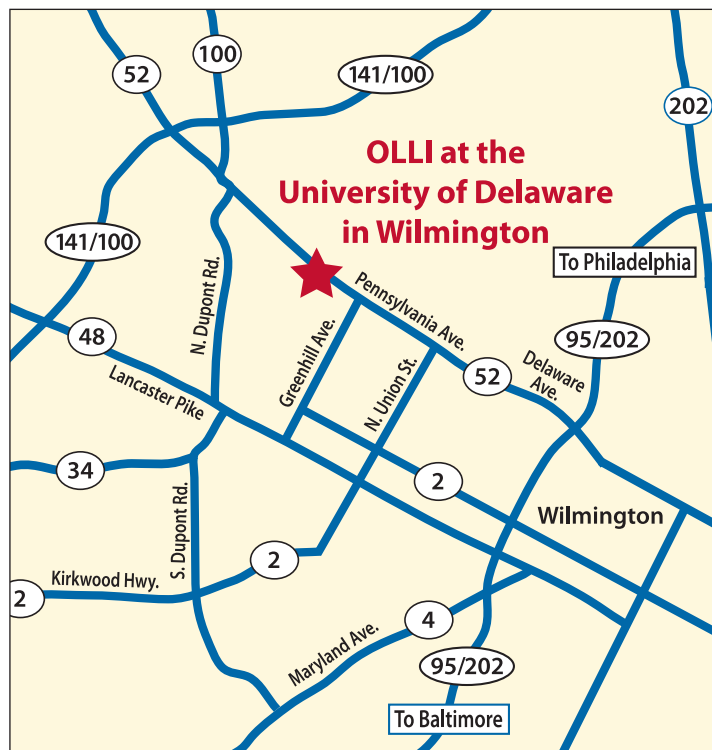 100
52
141/100
202
OLLI at the
University of Delaware
in Wilmington
141/100
To Philadelphia
N. Dupont Rd.
Pennsylvania Ave.
48
95/202
Greenhill Ave.
Lancaster Pike
N. Union St.
52
Delaware
Ave.
34
2
Wilmington
S. Dupont Rd.
2
Kirkwood Hwy.
2
4
Maryland Ave.
95/202
To Baltimore